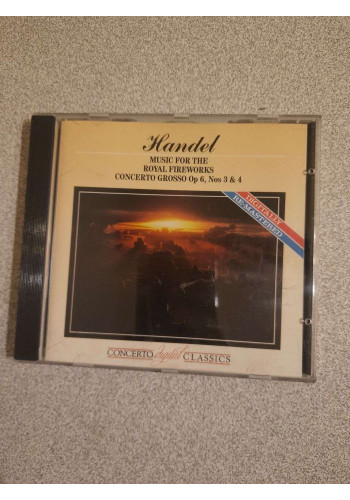 Handel
MUSIC FOR THE
ROYAL FIREWORKS
CONCERTO GROSSO Op 6, Nos 3 & 4
DIGITALLY
RE-MASTERED
CONCERTO digital CLASSICS